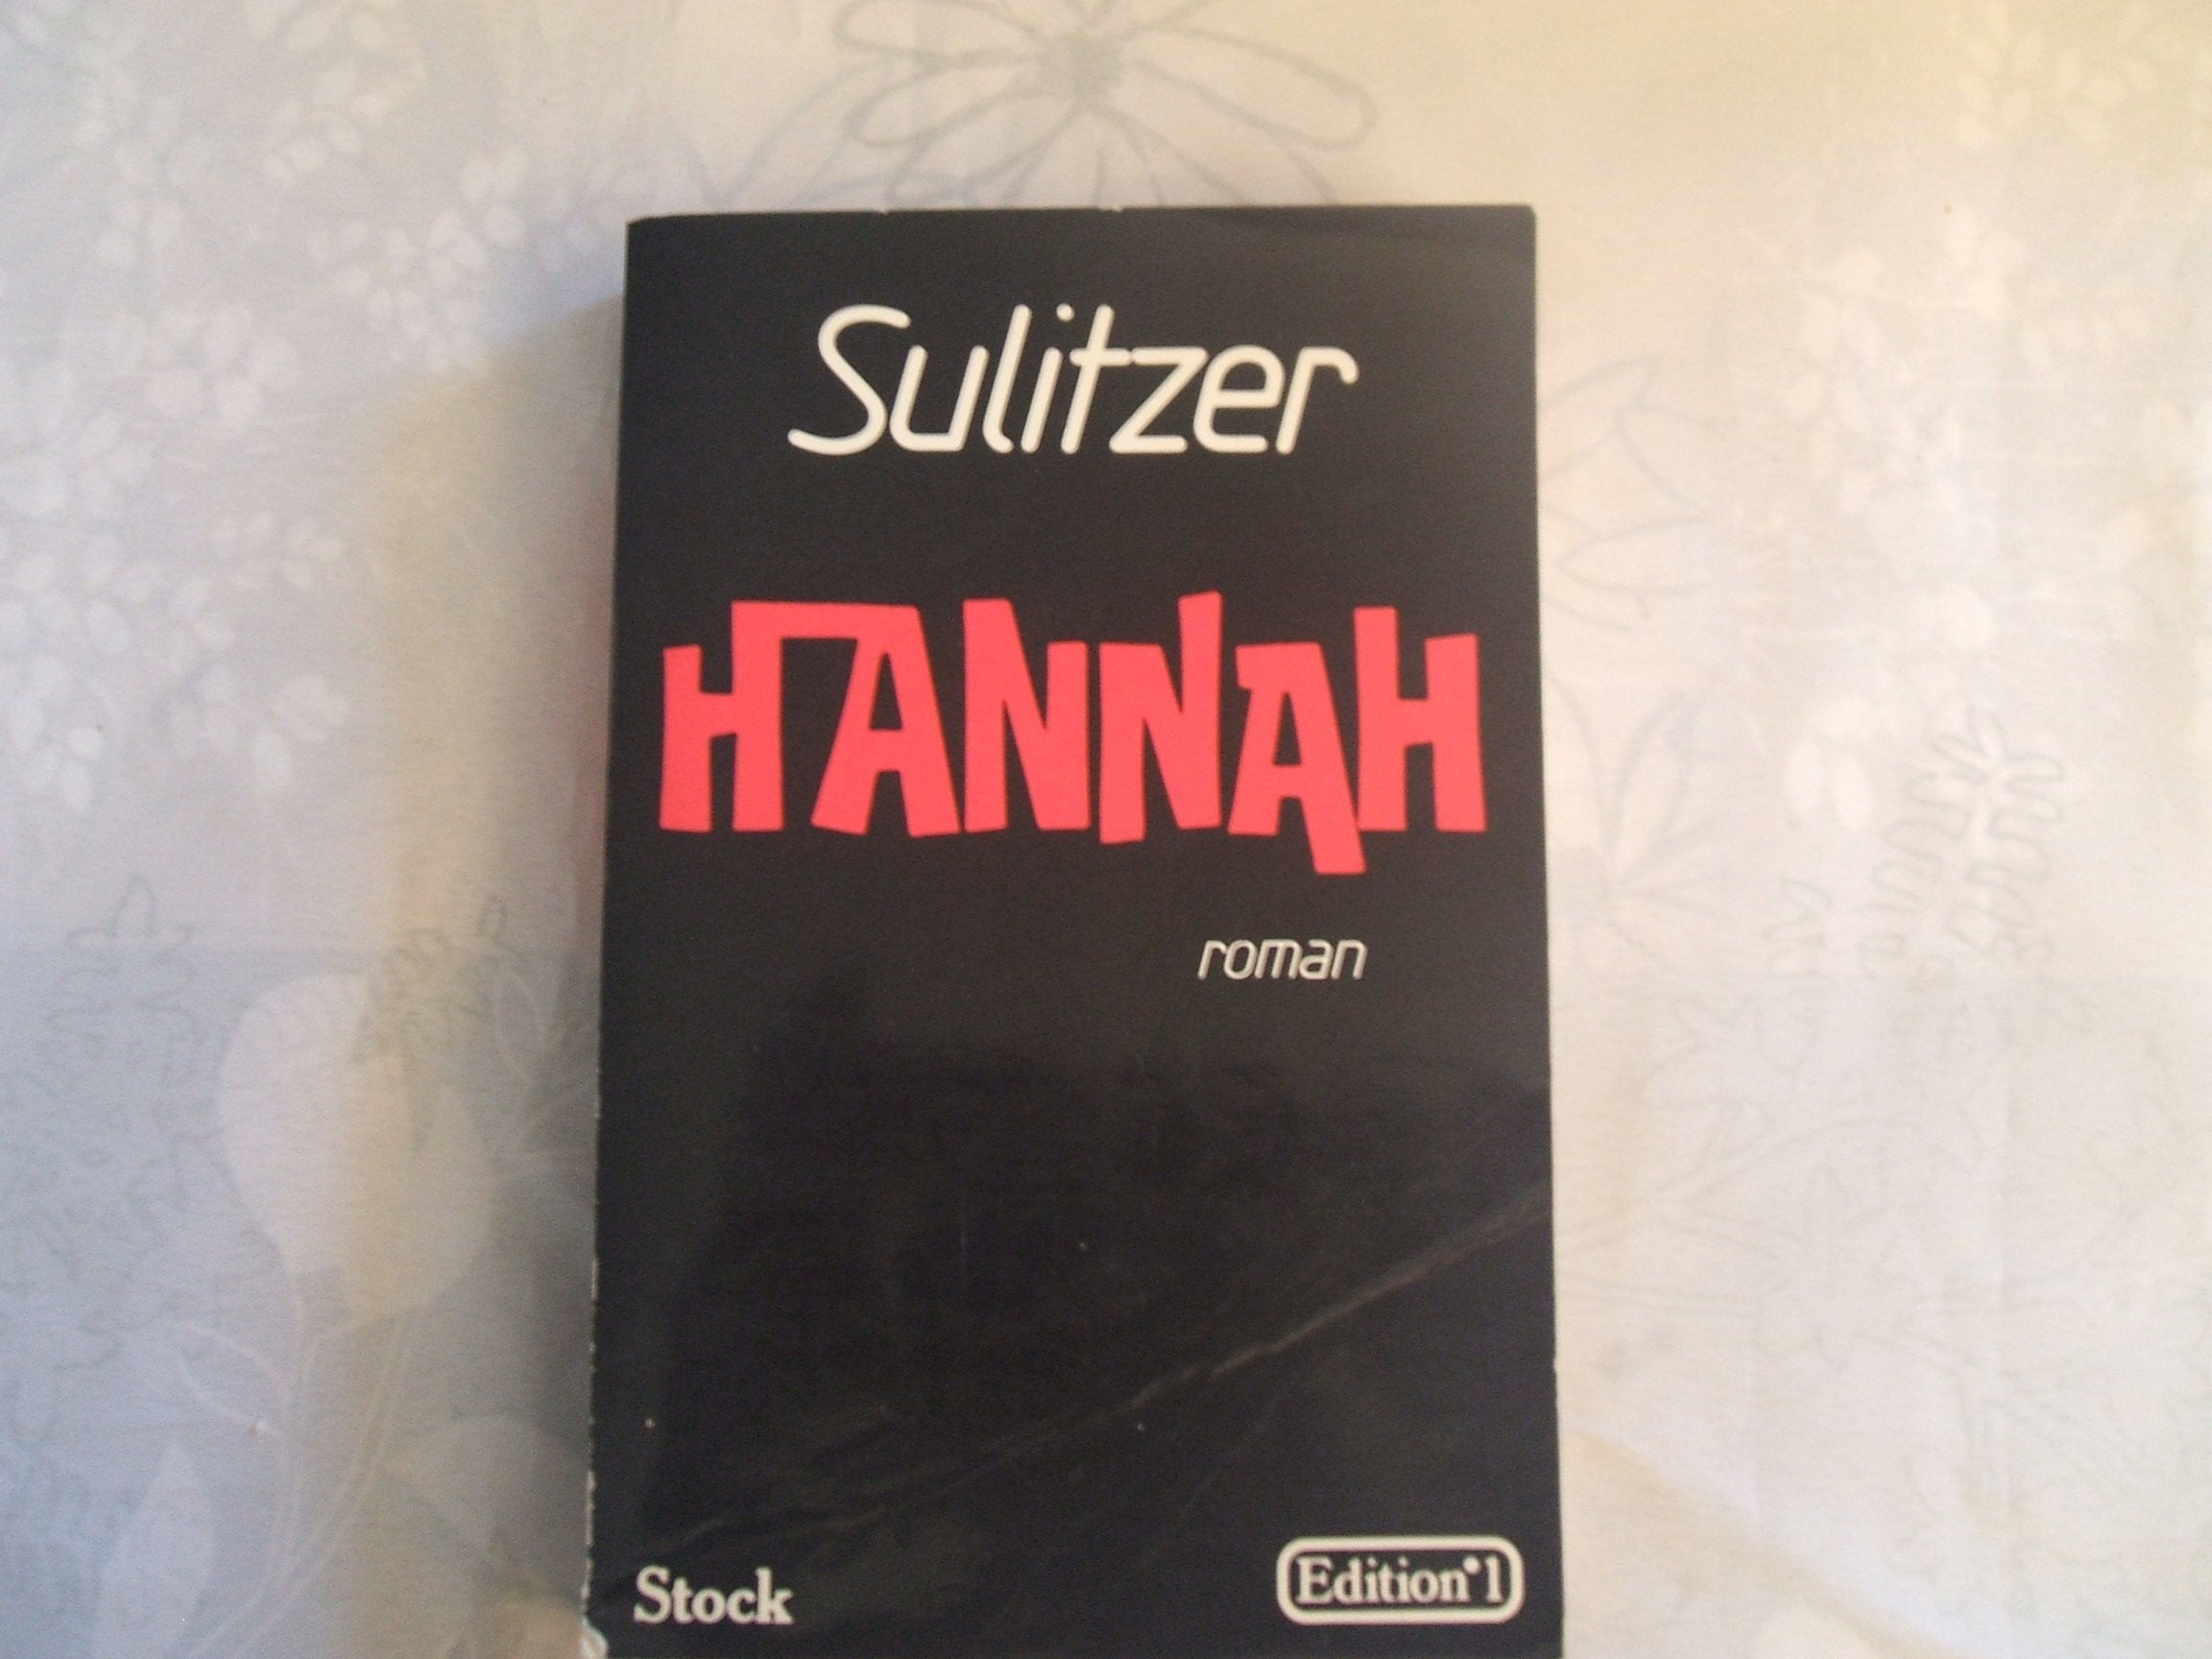 Sulitzer
HANNAH
roman
Stock
Edition°1